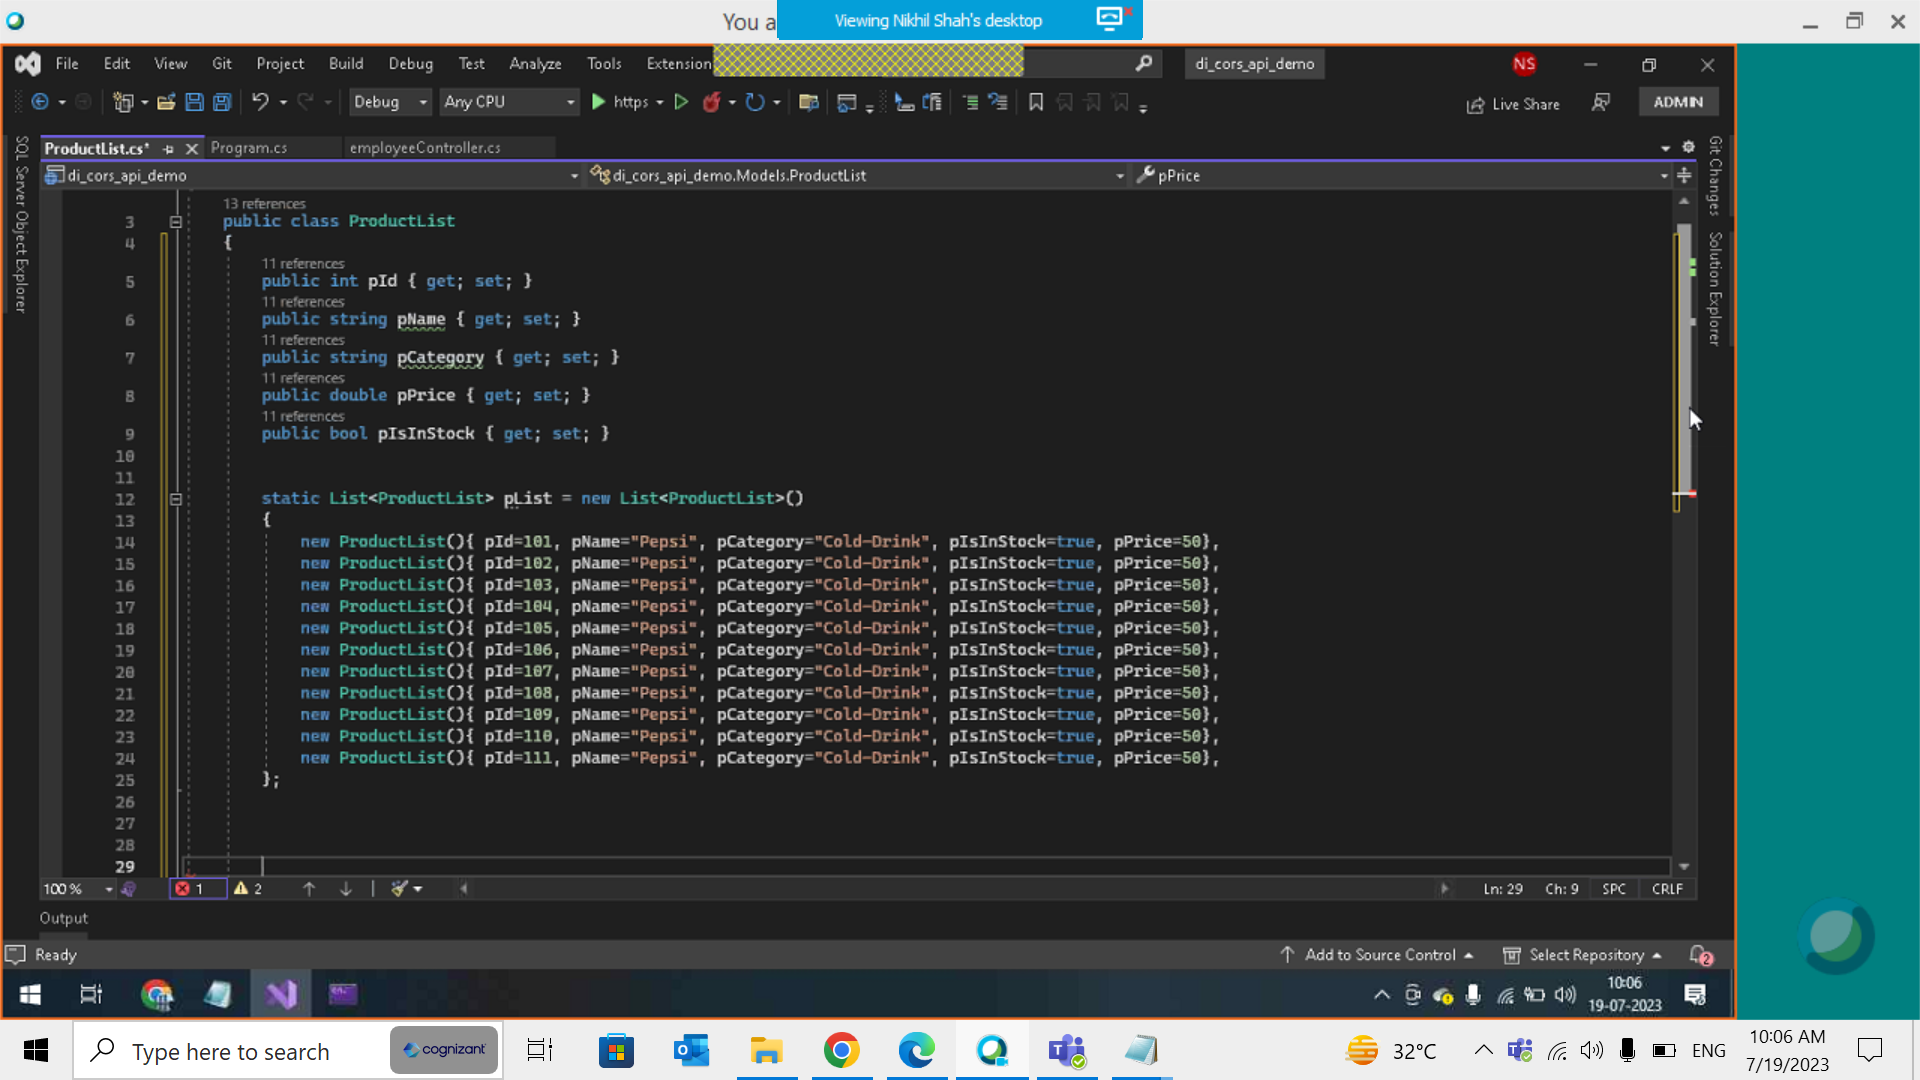 You a
Viewing Nikhil Shah's desktop
File Edit View Git Project Build Debug Test Analyze Tools Extension
di_cors_api_demo
NS
Debug Any CPU https
Live Share
ADMIN
SQL Server Object Explorer
ProductList.cs* Program.cs employeeController.cs
di_cors_api_demo di_cors_api_demo.Models.ProductList pPrice
Git Changes
Solution Explorer
13 references
3 public class ProductList
4 {
11 references
5 public int pId { get; set; }
11 references
6 public string pName { get; set; }
11 references
7 public string pCategory { get; set; }
11 references
8 public double pPrice { get; set; }
11 references
9 public bool pIsInStock { get; set; }
10
11
12 static List<ProductList> pList = new List<ProductList>()
13 {
14 new ProductList(){ pId=101, pName="Pepsi", pCategory="Cold-Drink", pIsInStock=true, pPrice=50},
15 new ProductList(){ pId=102, pName="Pepsi", pCategory="Cold-Drink", pIsInStock=true, pPrice=50},
16 new ProductList(){ pId=103, pName="Pepsi", pCategory="Cold-Drink", pIsInStock=true, pPrice=50},
17 new ProductList(){ pId=104, pName="Pepsi", pCategory="Cold-Drink", pIsInStock=true, pPrice=50},
18 new ProductList(){ pId=105, pName="Pepsi", pCategory="Cold-Drink", pIsInStock=true, pPrice=50},
19 new ProductList(){ pId=106, pName="Pepsi", pCategory="Cold-Drink", pIsInStock=true, pPrice=50},
20 new ProductList(){ pId=107, pName="Pepsi", pCategory="Cold-Drink", pIsInStock=true, pPrice=50},
21 new ProductList(){ pId=108, pName="Pepsi", pCategory="Cold-Drink", pIsInStock=true, pPrice=50},
22 new ProductList(){ pId=109, pName="Pepsi", pCategory="Cold-Drink", pIsInStock=true, pPrice=50},
23 new ProductList(){ pId=110, pName="Pepsi", pCategory="Cold-Drink", pIsInStock=true, pPrice=50},
24 new ProductList(){ pId=111, pName="Pepsi", pCategory="Cold-Drink", pIsInStock=true, pPrice=50},
25 };
26
27
28
29
100 % 1 2 Ln: 29 Ch: 9 SPC CRLF
Output
Ready Add to Source Control Select Repository 2
10:06
19-07-2023
Type here to search
cognizant
32°C
ENG
10:06 AM
7/19/2023